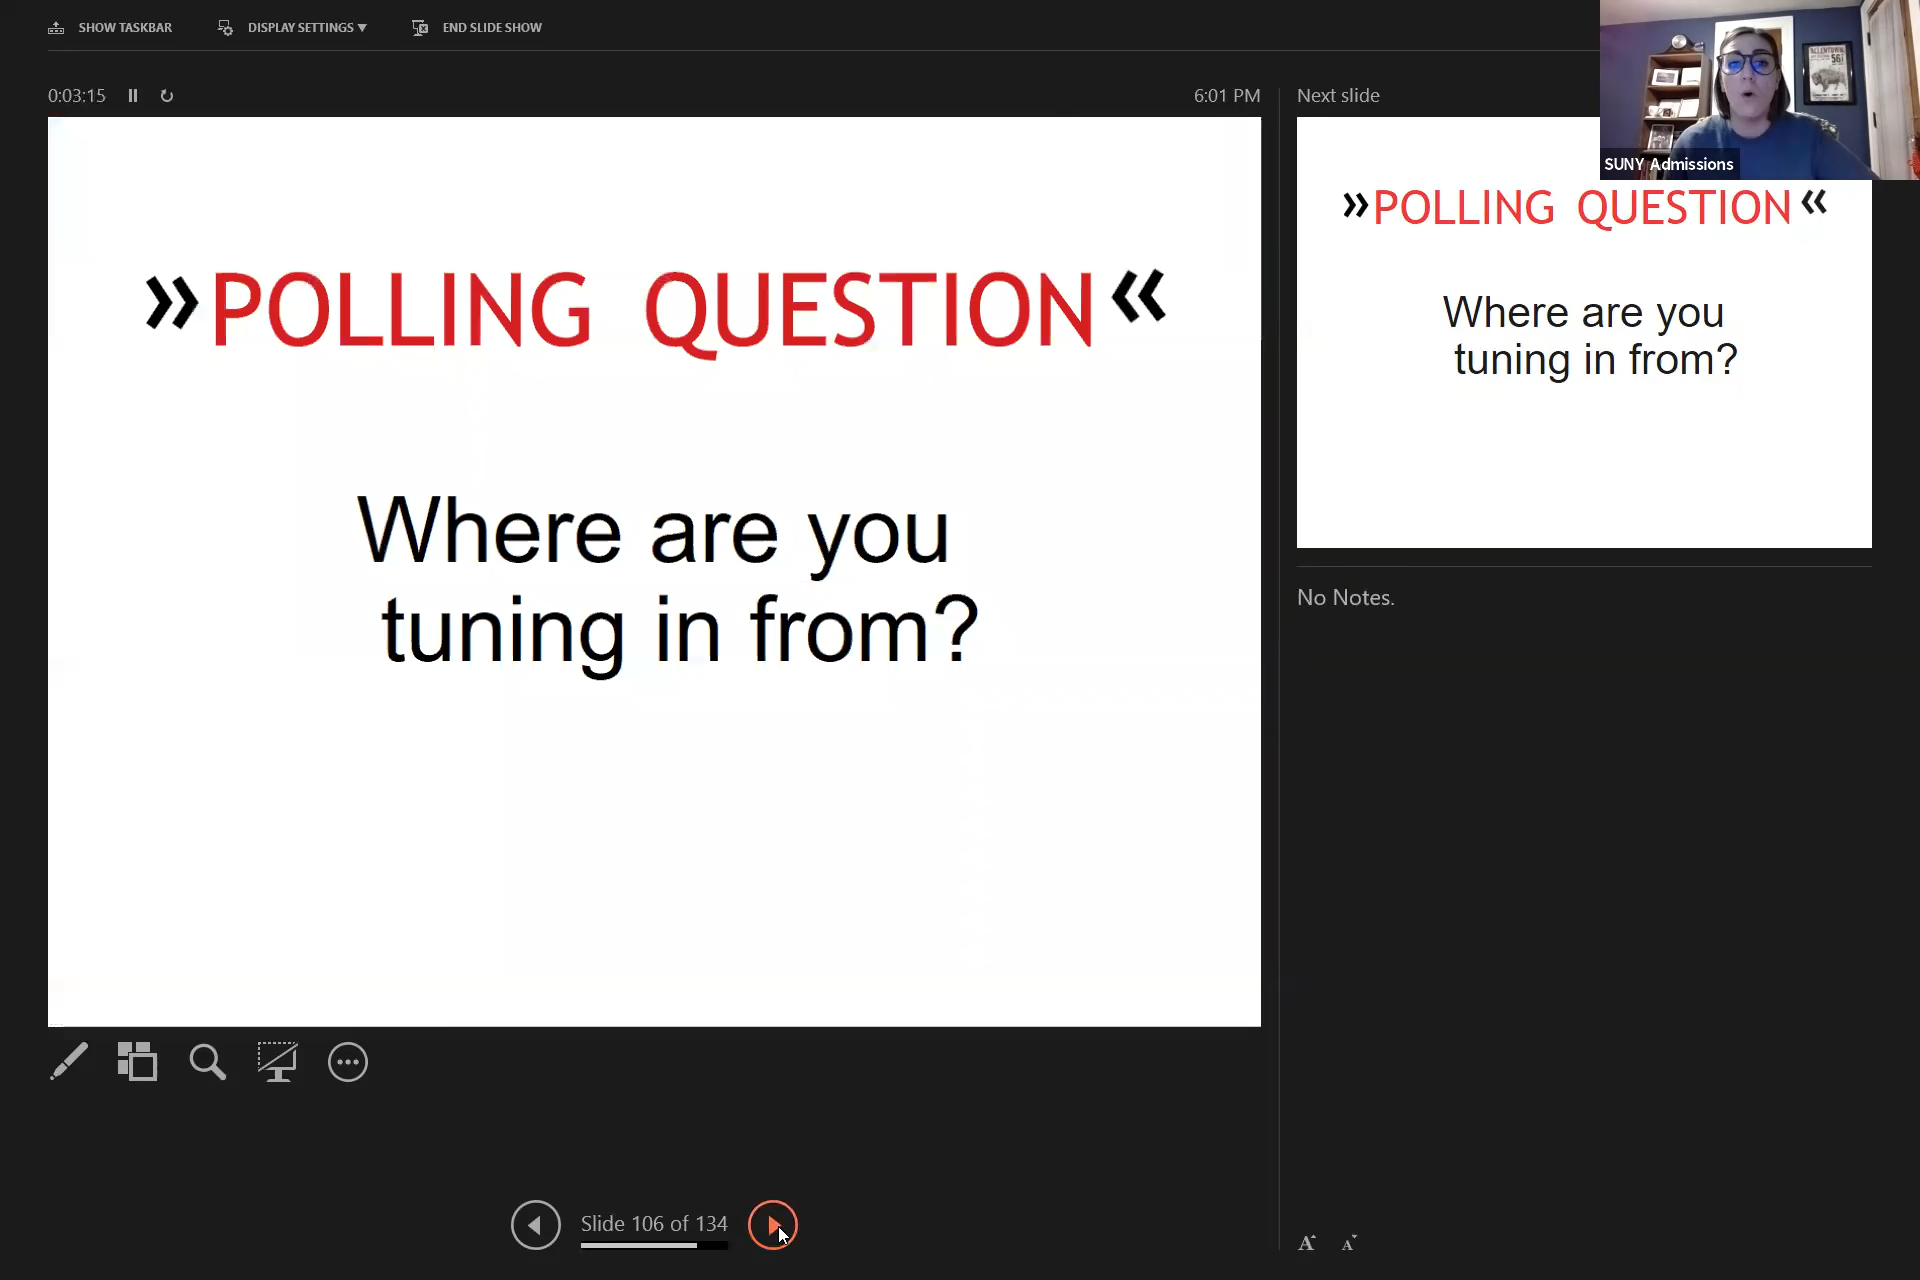 SHOW TASKBAR
DISPLAY SETTINGS ▾
END SLIDE SHOW
0:03:15
6:01 PM
Next slide
ALLENTOWN
SUNY Admissions
»POLLING QUESTION«
Where are you
tuning in from?
»POLLING QUESTION«
Where are you
tuning in from?
No Notes.
Slide 106 of 134
A
A